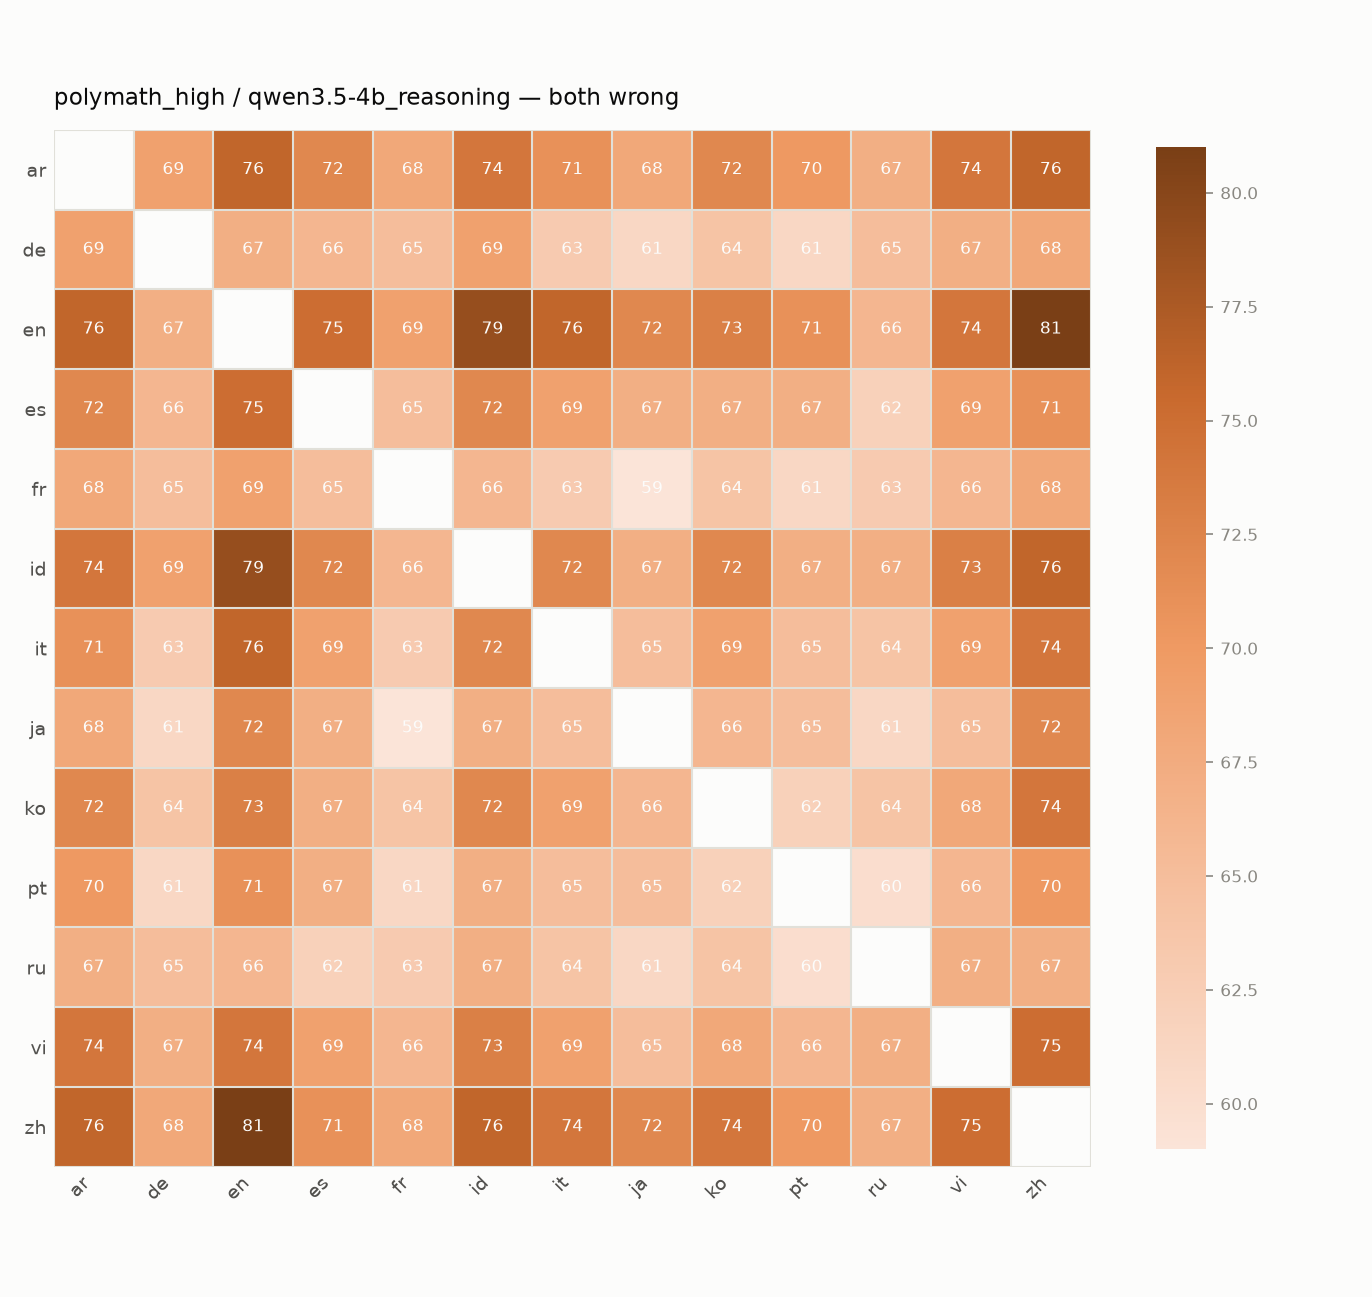 polymath_high / qwen3.5-4b_reasoning — both wrong
ar 69 76 72 68 74 71 68 72 70 67 74 76
de 69 67 66 65 69 63 61 64 61 65 67 68
en 76 67 75 69 79 76 72 73 71 66 74 81
es 72 66 75 65 72 69 67 67 67 62 69 71
fr 68 65 69 65 66 63 59 64 61 63 66 68
id 74 69 79 72 66 72 67 72 67 67 73 76
it 71 63 76 69 63 72 65 69 65 64 69 74
ja 68 61 72 67 59 67 65 66 65 61 65 72
ko 72 64 73 67 64 72 69 66 62 64 68 74
pt 70 61 71 67 61 67 65 65 62 60 66 70
ru 67 65 66 62 63 67 64 61 64 60 67 67
vi 74 67 74 69 66 73 69 65 68 66 67 75
zh 76 68 81 71 68 76 74 72 74 70 67 75
ar de en es fr id it ja ko pt ru vi zh
80.0
77.5
75.0
72.5
70.0
67.5
65.0
62.5
60.0